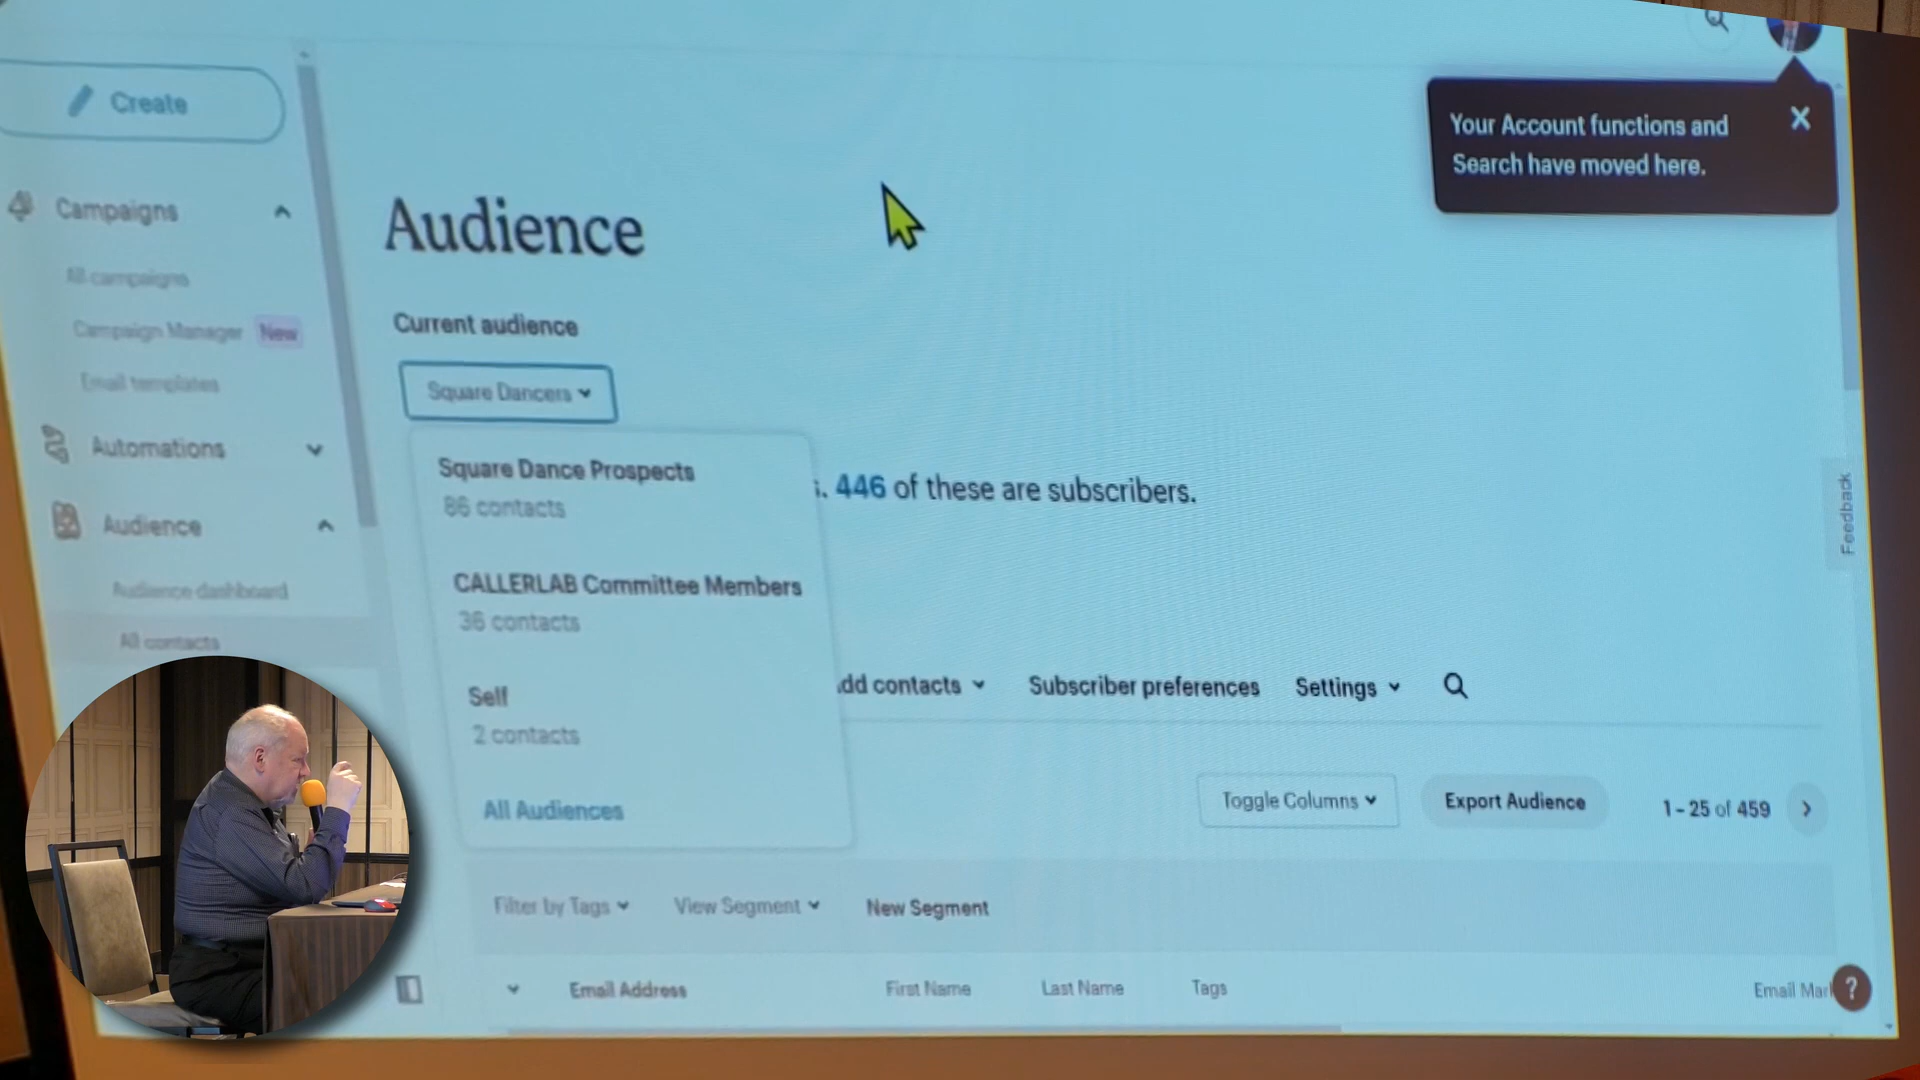 Create
Your Account functions and
Search have moved here.
Campaigns
All campaigns
Campaign Manager New
Email templates
Automations
Audience
Audience dashboard
All contacts
Audience
Current audience
Square Dancers
Square Dance Prospects
86 contacts
CALLERLAB Committee Members
36 contacts
Self
2 contacts
All Audiences
. 446 of these are subscribers.
dd contacts
Subscriber preferences
Settings
Feedback
Toggle Columns
Export Audience
1 - 25 of 459
Filter by Tags
View Segment
New Segment
Email Address
First Name
Last Name
Tags
Email Mar
?